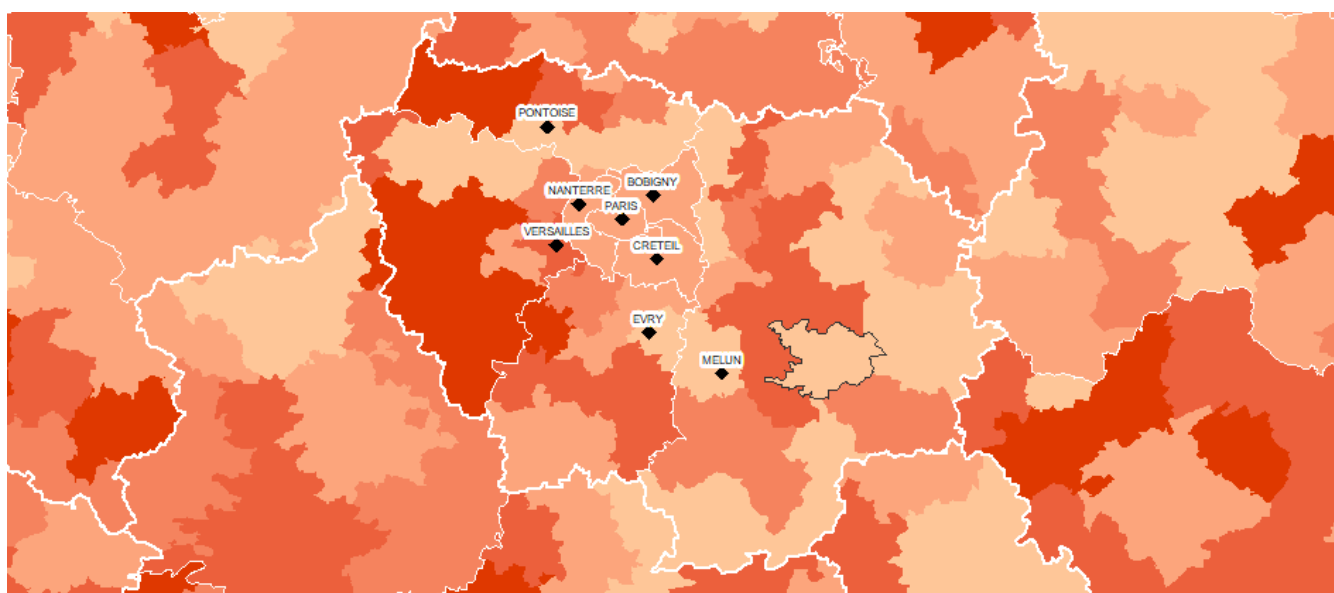 PONTOISE
BOBIGNY
NANTERRE
PARIS
VERSAILLES
CRETEIL
EVRY
MELUN